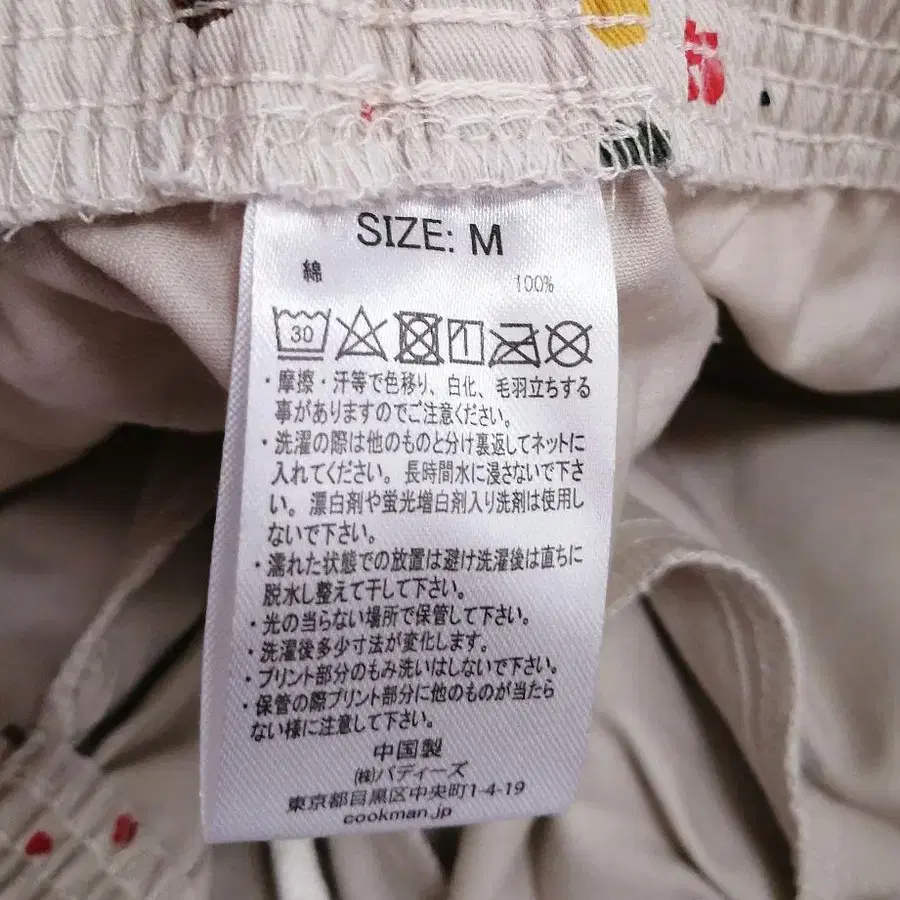 SIZE: M
綿 100%
30
・摩擦・汗等で色移り、白化、毛羽立ちする
事がありますのでご注意ください。
・洗濯の際は他のものと分け裏返してネットに
入れてください。長時間水に浸さないで下さ
い。漂白剤や蛍光増白剤入り洗剤は使用し
ないで下さい。
・濡れた状態での放置は避け洗濯後は直ちに
脱水し整えて干して下さい。
・光の当らない場所で保管して下さい。
・洗濯後多少寸法が変化します。
・プリント部分のもみ洗いはしないで下さい。
・保管の際プリント部分に他のものが当たら
ない様に注意して下さい。
中国製
㈱バディーズ
東京都目黒区中央町1-4-19
cookman.jp